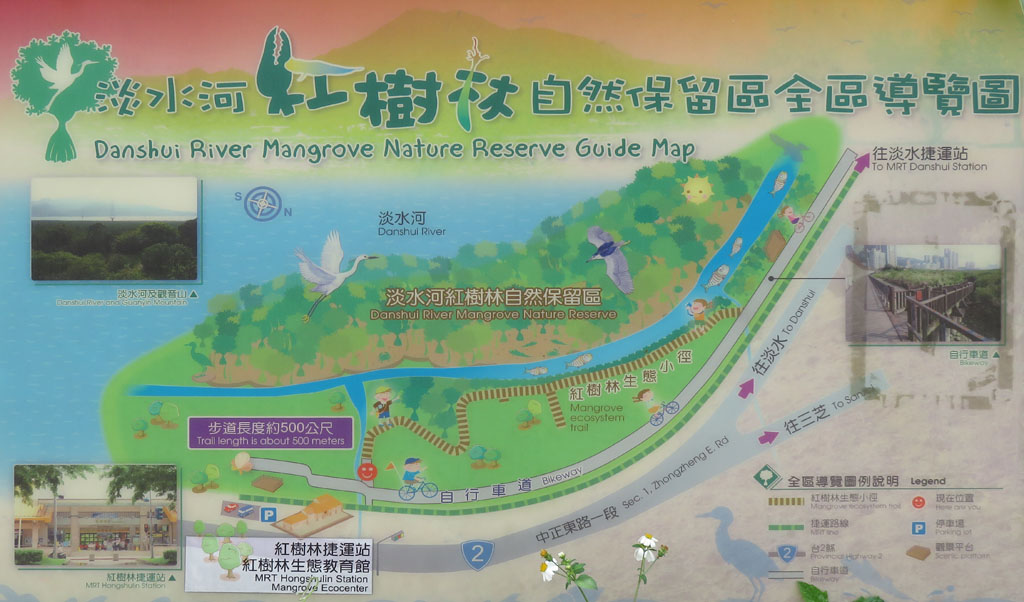 淡水河紅樹林自然保留區全區導覽圖
Danshui River Mangrove Nature Reserve Guide Map
往淡水捷運站
To MRT Danshui Station
S
N
淡水河
Danshui River
淡水河及觀音山▲
Danshui River and Guanyin Mountain
淡水河紅樹林自然保留區
Danshui River Mangrove Nature Reserve
自行車道▲
Bikeway
往淡水 To Danshui
紅樹林生態小徑
Mangrove
ecosystem
trail
往三芝 To San
步道長度約500公尺
Trail length is about 500 meters
自行車道 Bikeway
中正東路一段 Sec. 1, Zhongzheng E. Rd
P
2
紅樹林捷運站▲
MRT Hongshulin Station
紅樹林捷運站
紅樹林生態教育館
MRT Hongshulin Station
Mangrove Ecocenter
全區導覽圖例說明 Legend
紅樹林生態小徑
Mangrove ecosystem trail
現在位置
Here are you
捷運路線
MRT line
P
停車場
Parking lot
2
台2線
Provincial Highway 2
觀景平台
Scenic platform
自行車道
Bikeway